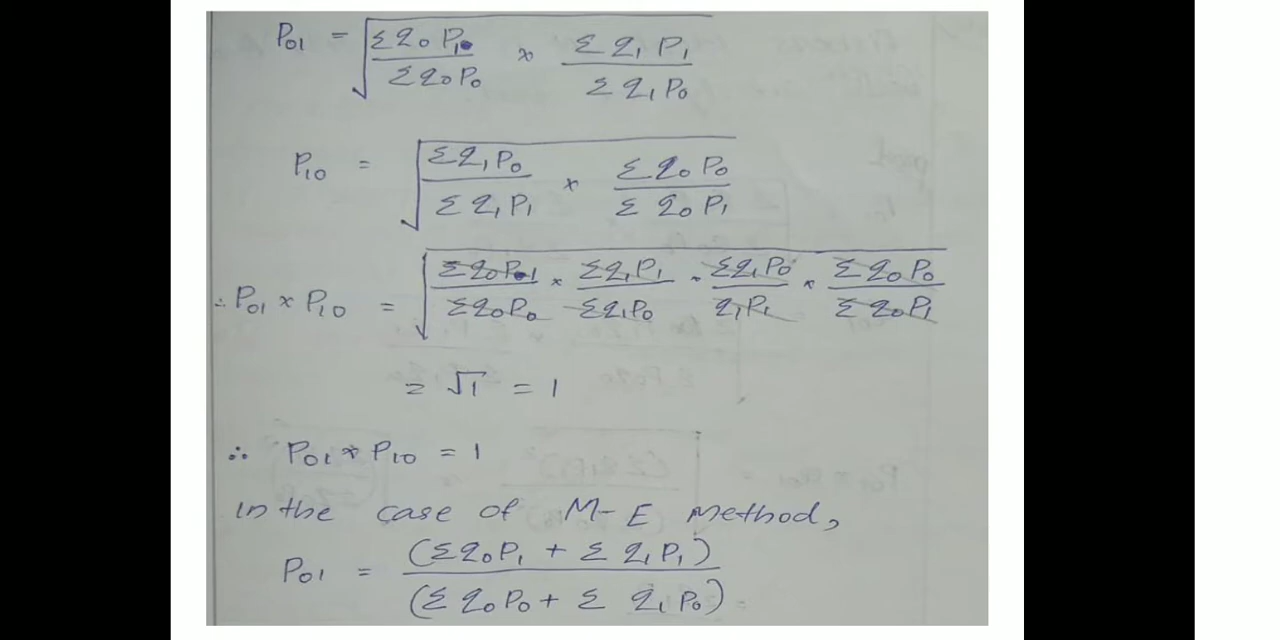 P₀₁ = √(Σq₀P₁ / Σq₀P₀ × Σq₁P₁ / Σq₁P₀)
P₁₀ = √(Σq₁P₀ / Σq₁P₁ × Σq₀P₀ / Σq₀P₁)
∴ P₀₁ × P₁₀ = √(Σq₀P₁ / Σq₀P₀ × Σq₁P₁ / Σq₁P₀ × Σq₁P₀ / q₁P₁ × Σq₀P₀ / Σq₀P₁)
= √1 = 1
∴ P₀₁ * P₁₀ = 1
in the case of M-E method,
P₀₁ = (Σq₀P₁ + Σq₁P₁) / (Σq₀P₀ + Σq₁P₀)